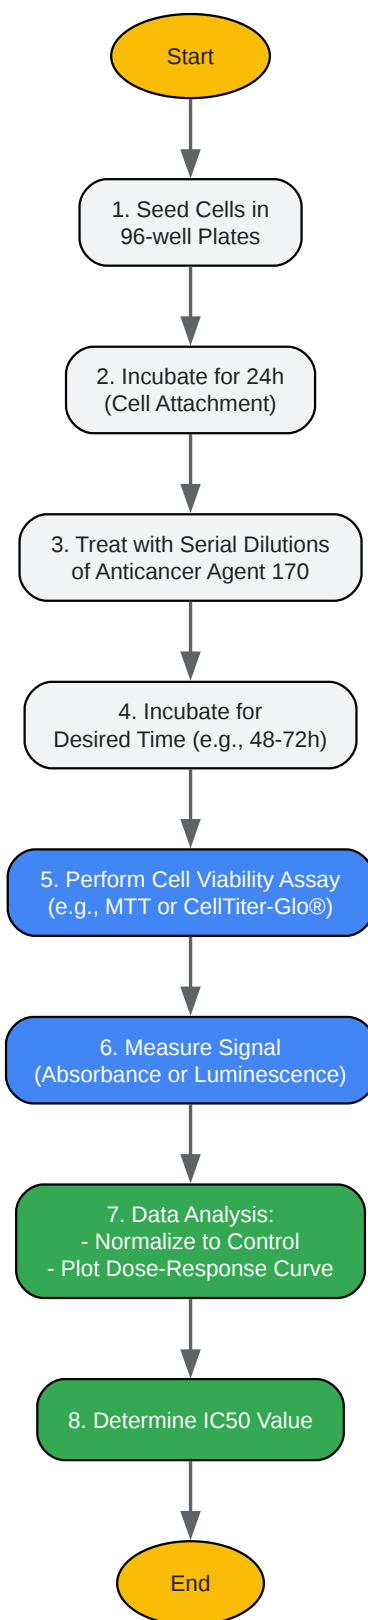 Start
1. Seed Cells in
96-well Plates
2. Incubate for 24h
(Cell Attachment)
3. Treat with Serial Dilutions
of Anticancer Agent 170
4. Incubate for
Desired Time (e.g., 48-72h)
5. Perform Cell Viability Assay
(e.g., MTT or CellTiter-Glo®)
6. Measure Signal
(Absorbance or Luminescence)
7. Data Analysis:
- Normalize to Control
- Plot Dose-Response Curve
8. Determine IC50 Value
End